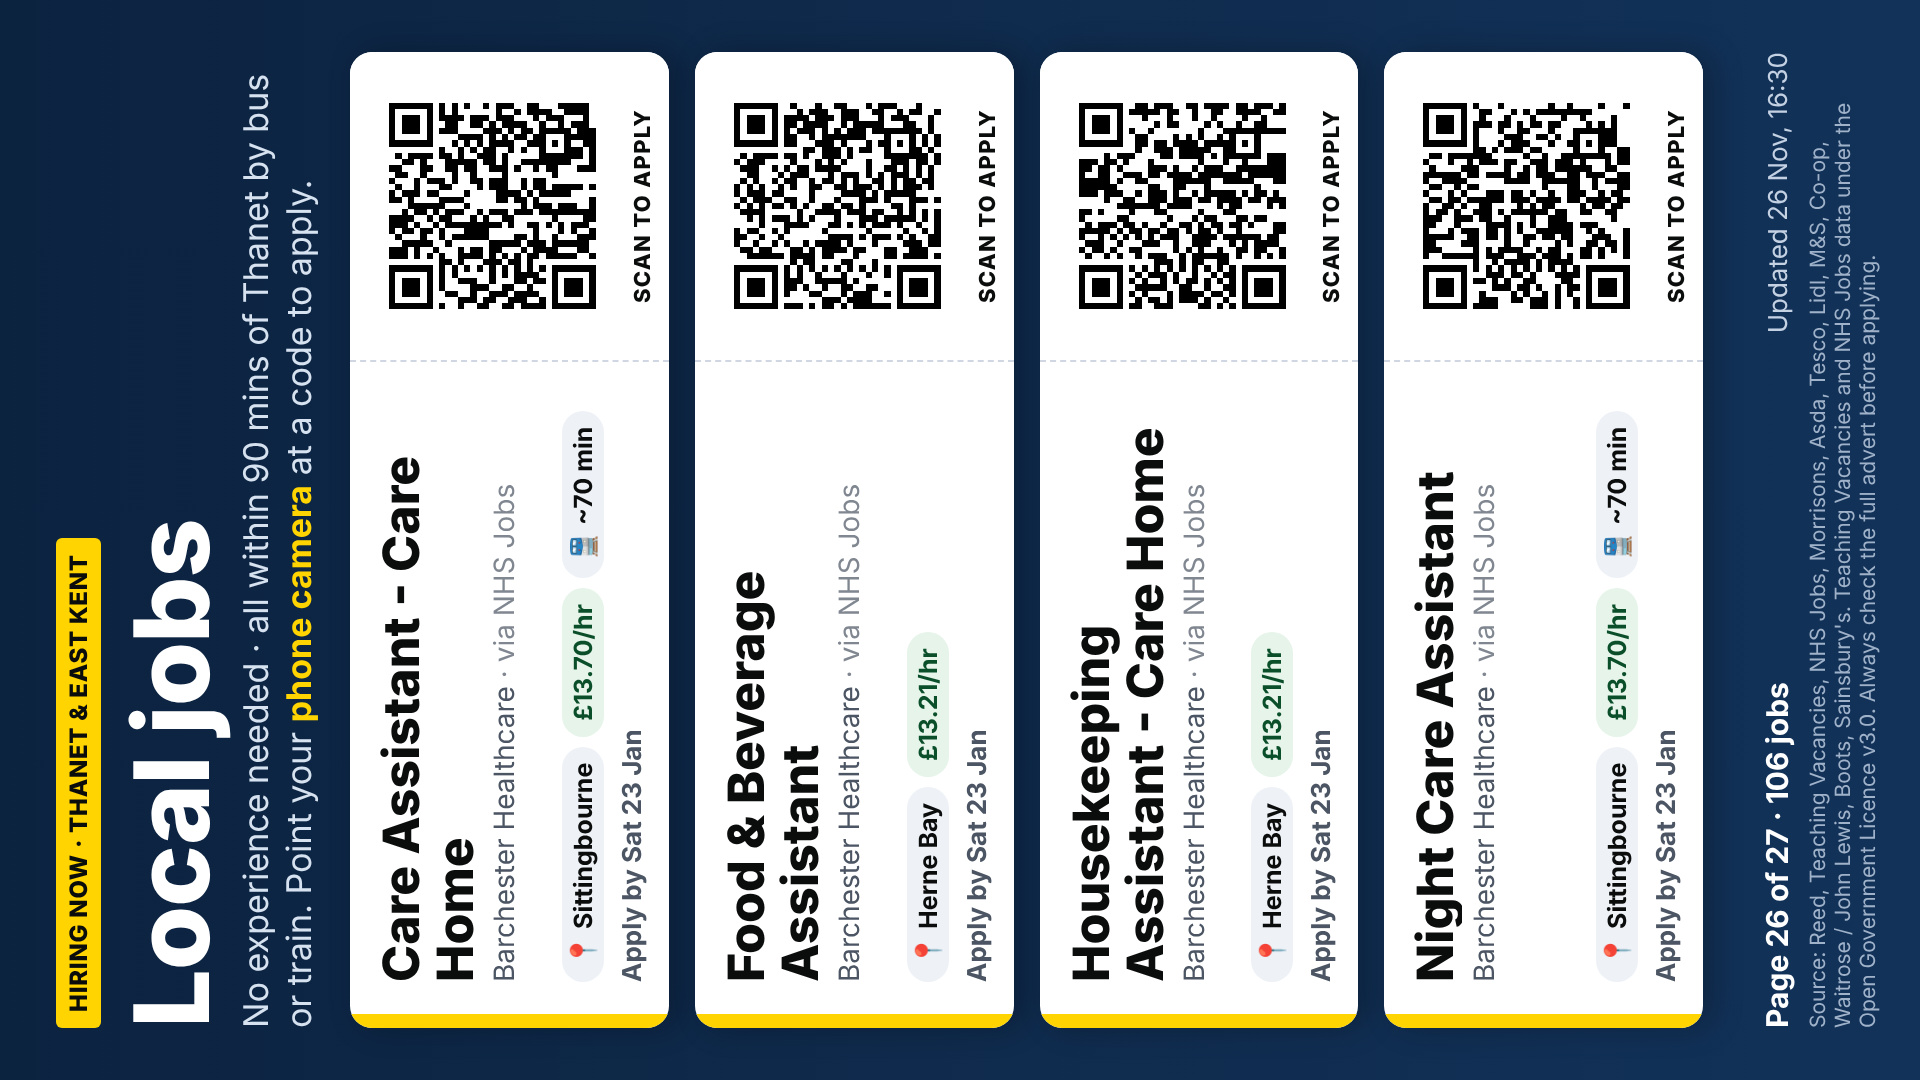 HIRING NOW · THANET & EAST KENT
Local jobs
No experience needed · all within 90 mins of Thanet by bus
or train. Point your phone camera at a code to apply.
Care Assistant - Care
Home
Barchester Healthcare · via NHS Jobs
Sittingbourne £13.70/hr ~70 min
Apply by Sat 23 Jan
SCAN TO APPLY
Food & Beverage
Assistant
Barchester Healthcare · via NHS Jobs
Herne Bay £13.21/hr
Apply by Sat 23 Jan
SCAN TO APPLY
Housekeeping
Assistant - Care Home
Barchester Healthcare · via NHS Jobs
Herne Bay £13.21/hr
Apply by Sat 23 Jan
SCAN TO APPLY
Night Care Assistant
Barchester Healthcare · via NHS Jobs
Sittingbourne £13.70/hr ~70 min
Apply by Sat 23 Jan
SCAN TO APPLY
Page 26 of 27 · 106 jobs Updated 26 Nov, 16:30
Source: Reed, Teaching Vacancies, NHS Jobs, Morrisons, Asda, Tesco, Lidl, M&S, Co-op,
Waitrose / John Lewis, Boots, Sainsbury's. Teaching Vacancies and NHS Jobs data under the
Open Government Licence v3.0. Always check the full advert before applying.